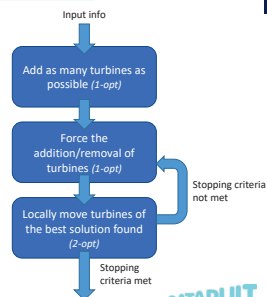 Input info
Add as many turbines as
possible (1-opt)
Force the
addition/removal of
turbines (1-opt)
Stopping criteria
not met
Locally move turbines of
the best solution found
(2-opt)
Stopping
criteria met